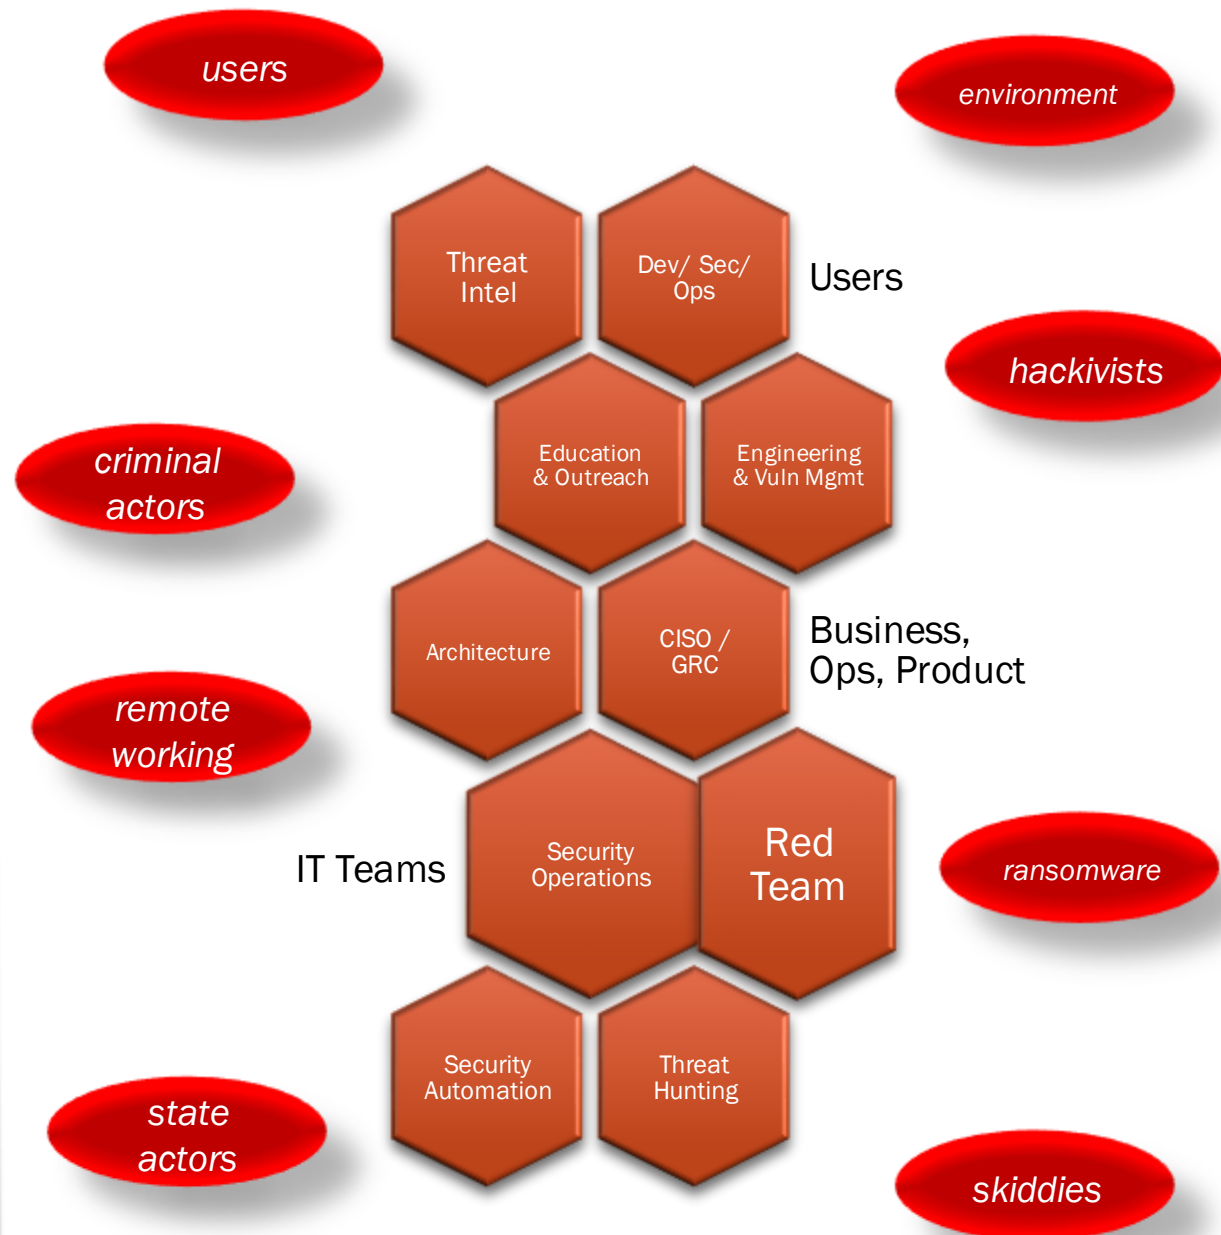 users
environment
Threat
Intel
Dev/ Sec/
Ops
Users
hackivists
Education
& Outreach
Engineering
& Vuln Mgmt
criminal
actors
Architecture
CISO /
GRC
Business,
Ops, Product
remote
working
IT Teams
Security
Operations
Red
Team
ransomware
Security
Automation
Threat
Hunting
state
actors
skiddies